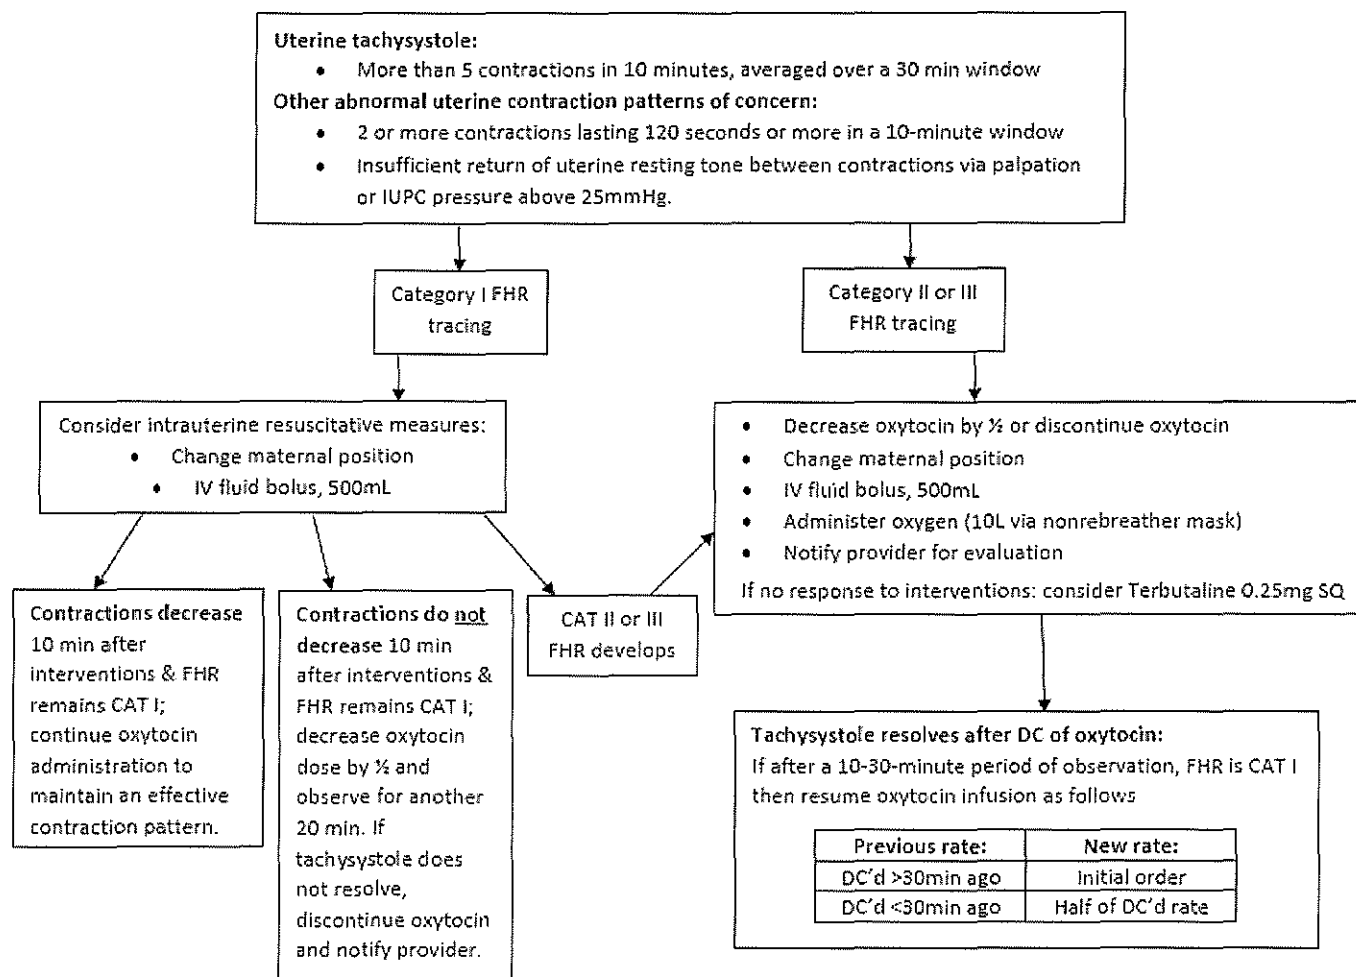 Uterine tachysystole:
• More than 5 contractions in 10 minutes, averaged over a 30 min window
Other abnormal uterine contraction patterns of concern:
• 2 or more contractions lasting 120 seconds or more in a 10-minute window
• Insufficient return of uterine resting tone between contractions via palpation
or IUPC pressure above 25mmHg.
Category I FHR
tracing
Category II or III
FHR tracing
Consider intrauterine resuscitative measures:
• Change maternal position
• IV fluid bolus, 500mL
• Decrease oxytocin by ½ or discontinue oxytocin
• Change maternal position
• IV fluid bolus, 500mL
• Administer oxygen (10L via nonrebreather mask)
• Notify provider for evaluation
If no response to interventions: consider Terbutaline 0.25mg SQ
Contractions decrease
10 min after
interventions & FHR
remains CAT I;
continue oxytocin
administration to
maintain an effective
contraction pattern.
Contractions do not
decrease 10 min
after interventions &
FHR remains CAT I;
decrease oxytocin
dose by ½ and
observe for another
20 min. If
tachysystole does
not resolve,
discontinue oxytocin
and notify provider.
CAT II or III
FHR develops
Tachysystole resolves after DC of oxytocin:
If after a 10-30-minute period of observation, FHR is CAT I
then resume oxytocin infusion as follows
Previous rate: New rate:
DC'd >30min ago Initial order
DC'd <30min ago Half of DC'd rate